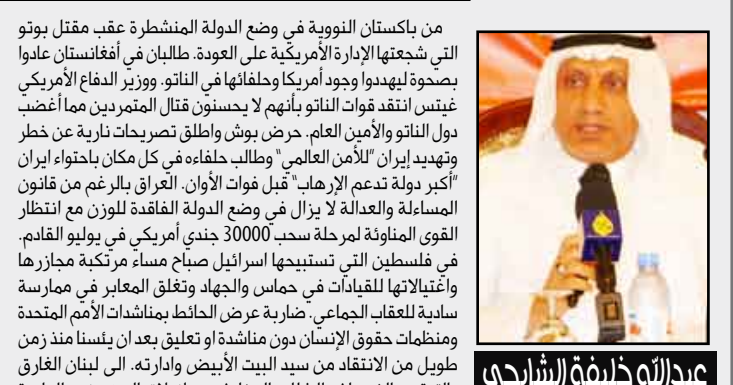 من باكستان النووية في وضع الدولة المنشطرة عقب مقتل بوتو
التي شجعتها الإدارة الأمريكية على العودة. طالبان في أفغانستان عادوا
بصحوة ليهددوا وجود أمريكا وحلفائها في الناتو. ووزير الدفاع الأمريكي
غيتس انتقد قوات الناتو بأنهم لا يحسنون قتال المتمردين مما أغضب
دول الناتو والأمين العام. حرض بوش واطلق تصريحات نارية عن خطر
وتهديد إيران "للأمن العالمي" وطالب حلفاءه في كل مكان باحتواء ايران
"أكبر دولة تدعم الإرهاب" قبل فوات الأوان. العراق بالرغم من قانون
المساءلة والعدالة لا يزال في وضع الدولة الفاقدة للوزن مع انتظار
القوى المناوئة لمرحلة سحب 30000 جندي أمريكي في يوليو القادم.
في فلسطين التي تستبيحها اسرائيل صباح مساء مرتكبة مجازرها
واغتيالاتها للقيادات في حماس والجهاد وتغلق المعابر في ممارسة
سادية للعقاب الجماعي. ضاربة عرض الحائط بمناشدات الأمم المتحدة
ومنظمات حقوق الإنسان دون مناشدة او تعليق بعد ان يئسنا منذ زمن
طويل من الانتقاد من سيد البيت الأبيض وادارته. الى لبنان الغارق
عبدالله خليفة الشايجي